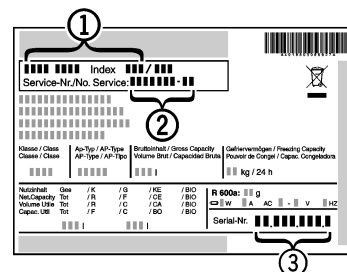 1
Index /
Service-Nr./No. Service: -
2
Klasse / Class
Classe / Clase
Ap-Typ / AP-Type
AP-Type / AP-Tipo
Bruttoinhalt / Gross Capacity
Volume Brut / Capacidad Bruta
Gefriervermögen / Freezing Capacity
Pouvoir de Congel / Capac. Congeladora
l
kg / 24 h
Nutzinhalt Ges / K / G / KE / BIO
Net.Capacity Tot / R / F / CE / BIO
Volume Utile Tot / R / C / CA / BIO
Capac. Util Tot / F / C / BO / BIO
l l
R 600a: g
W A AC - V HZ
Serial-Nr.
3